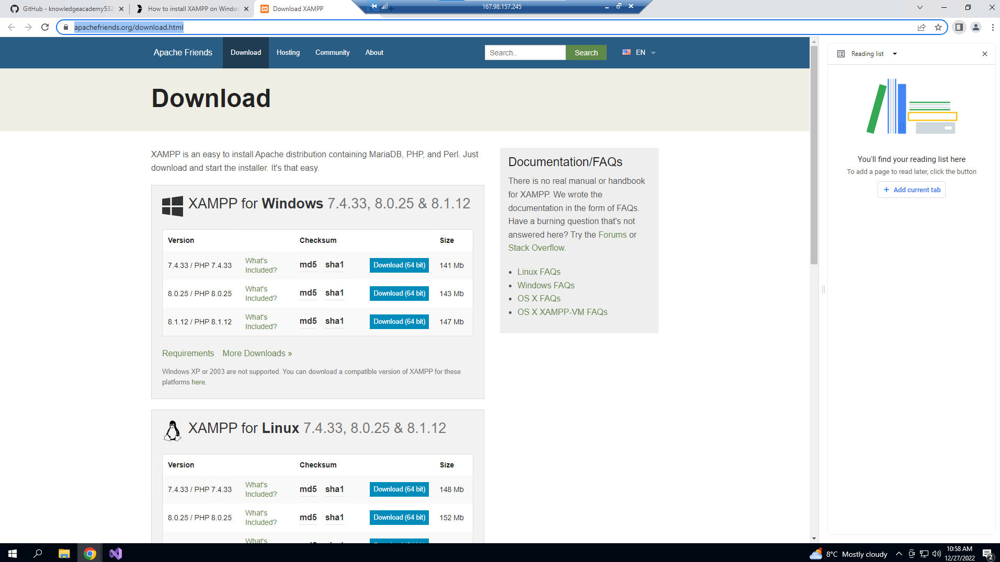 GitHub - knowledgeacademy532
How to install XAMPP on Window
Download XAMPP
167.98.157.245
apachefriends.org/download.html
Apache Friends
Download
Hosting
Community
About
Search..
Search
EN
Reading list
Download
You'll find your reading list here
To add a page to read later, click the button
Add current tab
XAMPP is an easy to install Apache distribution containing MariaDB, PHP, and Perl. Just
download and start the installer. It's that easy.
XAMPP for Windows 7.4.33, 8.0.25 & 8.1.12
Version Checksum Size
7.4.33 / PHP 7.4.33 What's Included? md5 sha1 Download (64 bit) 141 Mb
8.0.25 / PHP 8.0.25 What's Included? md5 sha1 Download (64 bit) 143 Mb
8.1.12 / PHP 8.1.12 What's Included? md5 sha1 Download (64 bit) 147 Mb
Requirements More Downloads »
Windows XP or 2003 are not supported. You can download a compatible version of XAMPP for these
platforms here.
Documentation/FAQs
There is no real manual or handbook
for XAMPP. We wrote the
documentation in the form of FAQs.
Have a burning question that's not
answered here? Try the Forums or
Stack Overflow.
Linux FAQs
Windows FAQs
OS X FAQs
OS X XAMPP-VM FAQs
XAMPP for Linux 7.4.33, 8.0.25 & 8.1.12
Version Checksum Size
7.4.33 / PHP 7.4.33 What's Included? md5 sha1 Download (64 bit) 148 Mb
8.0.25 / PHP 8.0.25 What's Included? md5 sha1 Download (64 bit) 152 Mb
What's
8°C Mostly cloudy
10:58 AM
12/27/2022
2